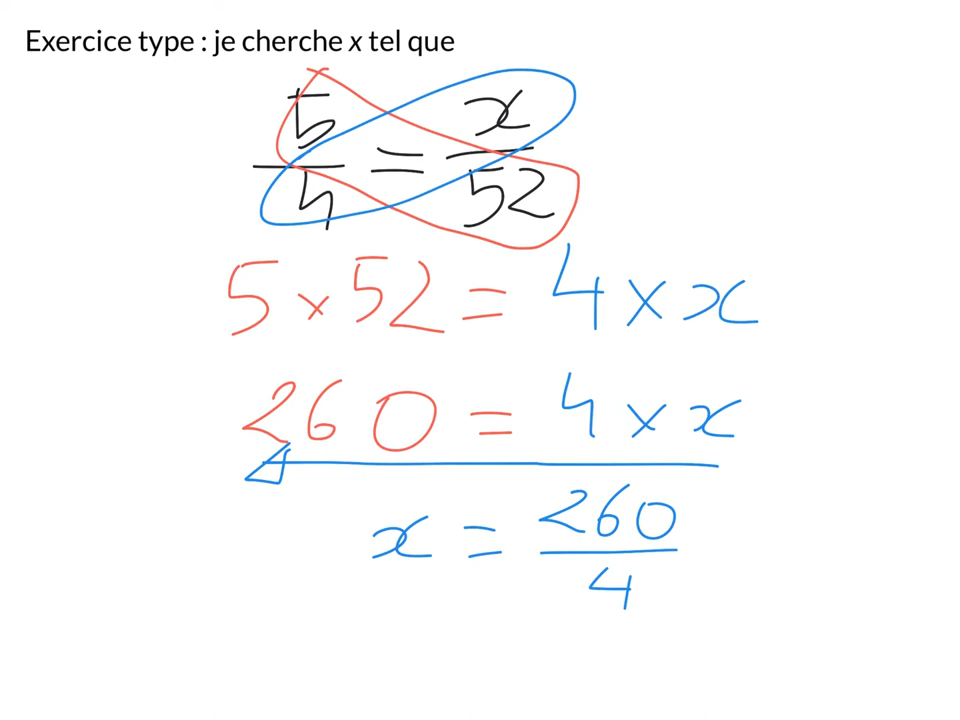 Exercice type : je cherche x tel que
5/4 = x/52
5 × 52 = 4 × x
260 = 4 × x
x = 260/4